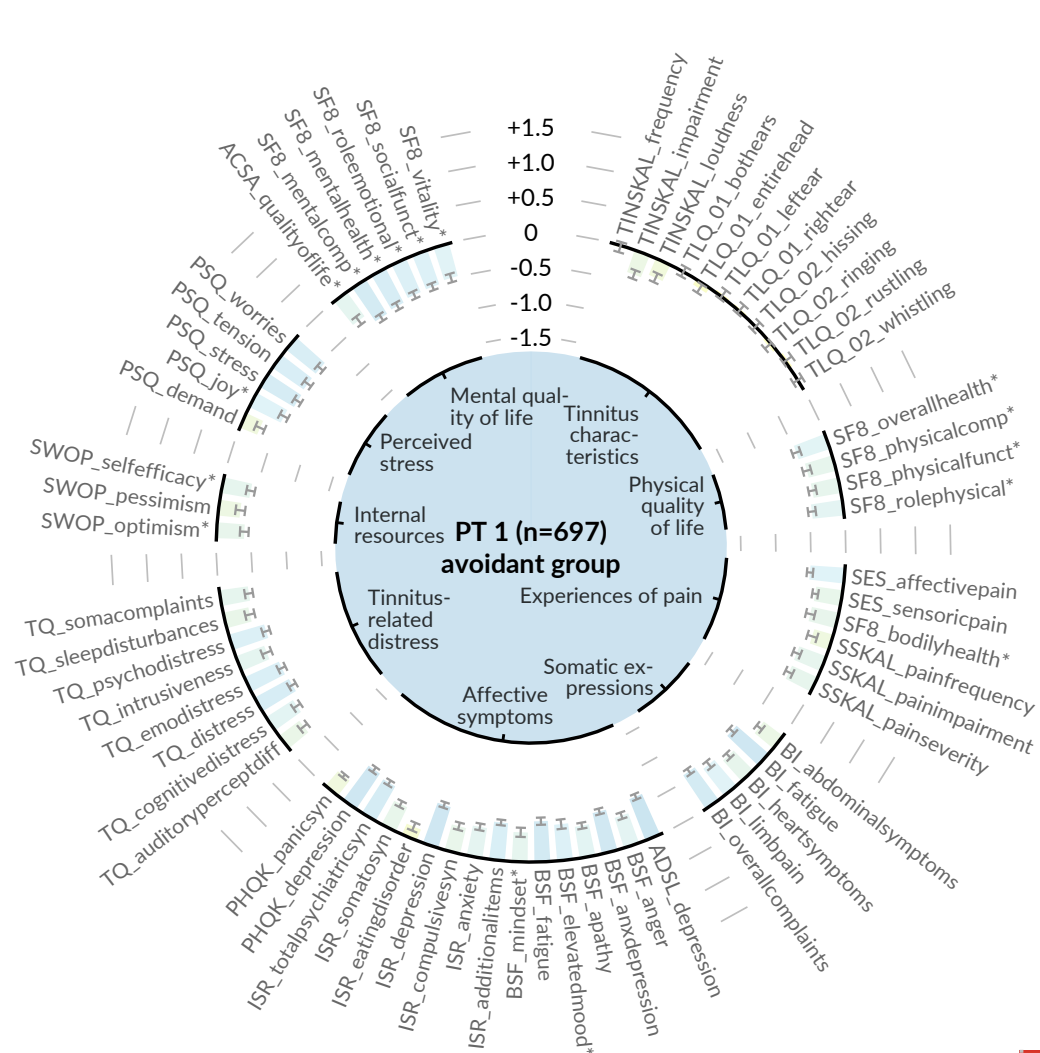 +1.5
+1.0
+0.5
0
-0.5
-1.0
-1.5
TINSKAL_frequency
TINSKAL_impairment
TINSKAL_loudness
TLQ_01_bothears
TLQ_01_entirehead
TLQ_01_leftear
TLQ_01_rightear
TLQ_02_hissing
TLQ_02_ringing
TLQ_02_rustling
TLQ_02_whistling
SF8_overallhealth*
SF8_physicalcomp*
SF8_physicalfunct*
SF8_rolephysical*
SES_affectivepain
SES_sensoricpain
SF8_bodilyhealth*
SSKAL_painfrequency
SSKAL_painimpairment
SSKAL_painseverity
BI_abdominalsymptoms
BI_fatigue
BI_heartsymptoms
BI_limbpain
BI_overallcomplaints
ADSL_depression
BSF_anger
BSF_anxdepression
BSF_apathy
BSF_elevatedmood*
BSF_fatigue
BSF_mindset*
ISR_additionalitems
ISR_anxiety
ISR_compulsivesyn
ISR_depression
ISR_eatingdisorder
ISR_somatosyn
ISR_totalpsychiatricsyn
PHQK_depression
PHQK_panicsyn
TQ_auditoryperceptdiff
TQ_cognitivedistress
TQ_distress
TQ_emodistress
TQ_intrusiveness
TQ_psychodistress
TQ_sleepdisturbances
TQ_somacomplaints
SWOP_optimism*
SWOP_pessimism
SWOP_selfefficacy*
PSQ_demand
PSQ_joy*
PSQ_stress
PSQ_tension
PSQ_worries
ACSA_qualityoflife*
SF8_mentalcomp*
SF8_mentalhealth*
SF8_roleemotional*
SF8_socialfunct*
SF8_vitality*
Mental qual-
ity of life
Tinnitus
charac-
teristics
Perceived
stress
Physical
quality
of life
Internal
resources
PT 1 (n=697)
avoidant group
Experiences of pain
Tinnitus-
related
distress
Somatic ex-
pressions
Affective
symptoms